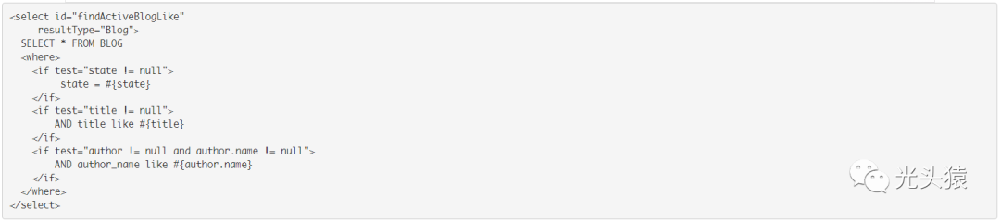 <select id="findActiveBlogLike"
     resultType="Blog">
  SELECT * FROM BLOG
  <where>
    <if test="state != null">
         state = #{state}
    </if>
    <if test="title != null">
        AND title like #{title}
    </if>
    <if test="author != null and author.name != null">
        AND author_name like #{author.name}
    </if>
  </where>
</select>
光头猿